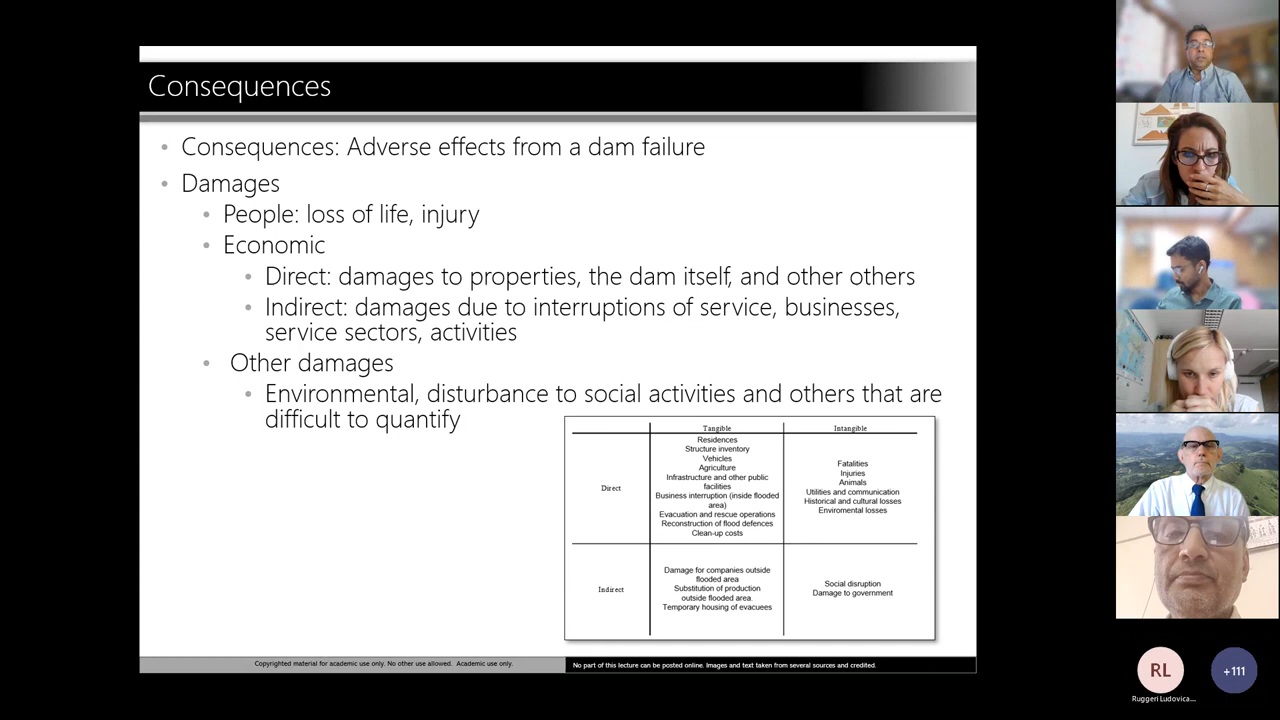 Consequences
Consequences: Adverse effects from a dam failure
Damages
People: loss of life, injury
Economic
Direct: damages to properties, the dam itself, and other others
Indirect: damages due to interruptions of service, businesses,
service sectors, activities
Other damages
Environmental, disturbance to social activities and others that are
difficult to quantify
Tangible
Intangible
Direct
Residences
Structure inventory
Vehicles
Agriculture
Infrastructure and other public
facilities
Business interruption (inside flooded
area)
Evacuation and rescue operations
Reconstruction of flood defences
Clean-up costs
Fatalities
Injuries
Animals
Utilities and communication
Historical and cultural losses
Enviromental losses
Indirect
Damage for companies outside
flooded area
Substitution of production
outside flooded area.
Temporary housing of evacuees
Social disruption
Damage to government
Copyrighted material for academic use only. No other use allowed. Academic use only.
No part of this lecture can be posted online. Images and text taken from several sources and credited.
RL
Ruggeri Ludovica...
+111